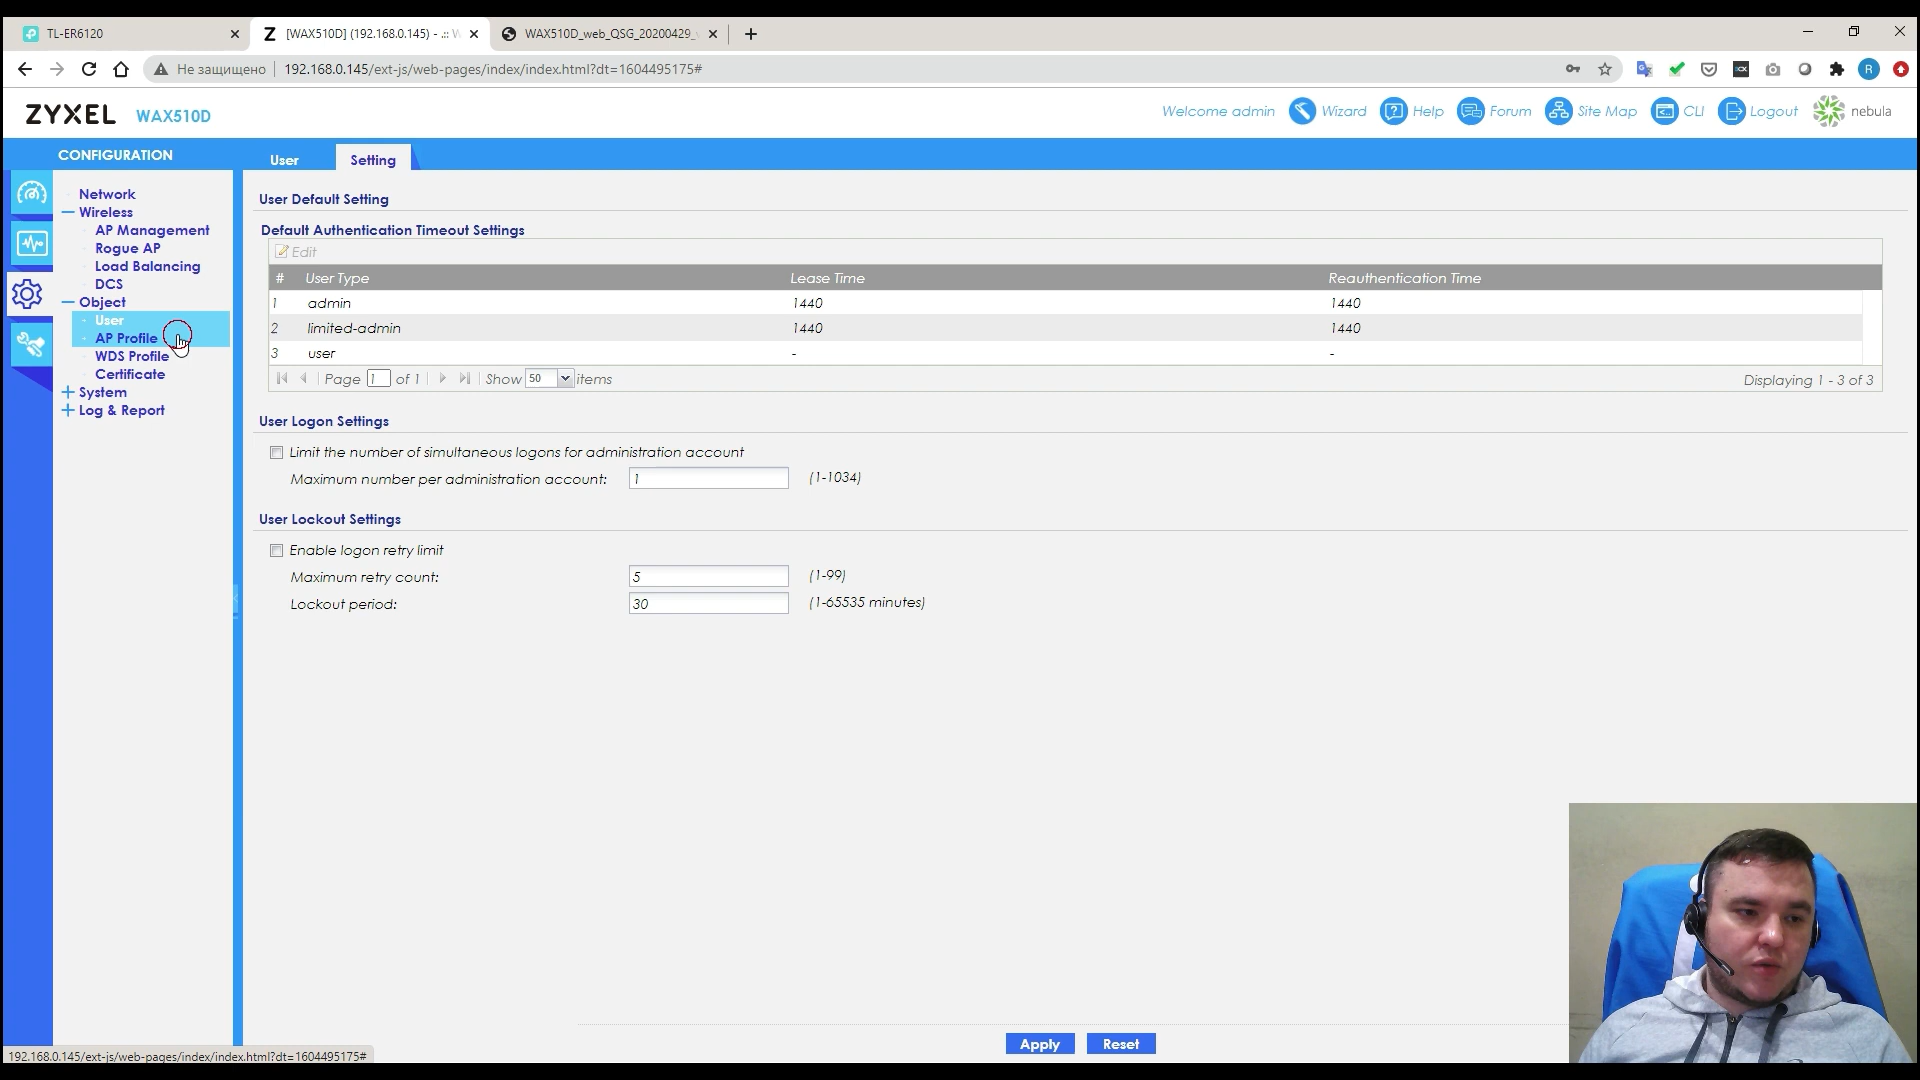 TL-ER6120
[WAX510D] (192.168.0.145) - .:: W
WAX510D_web_QSG_20200429_
Не защищено
192.168.0.145/ext-js/web-pages/index/index.html?dt=1604495175#
R
ZYXEL WAX510D
Welcome admin Wizard Help Forum Site Map CLI Logout nebula
CONFIGURATION
User Setting
Network
Wireless
AP Management
Rogue AP
Load Balancing
DCS
Object
User
AP Profile
WDS Profile
Certificate
System
Log & Report
User Default Setting
Default Authentication Timeout Settings
Edit
# User Type Lease Time Reauthentication Time
1 admin 1440 1440
2 limited-admin 1440 1440
3 user - -
Page 1 of 1 Show 50 items Displaying 1 - 3 of 3
User Logon Settings
Limit the number of simultaneous logons for administration account
Maximum number per administration account: 1 (1-1034)
User Lockout Settings
Enable logon retry limit
Maximum retry count: 5 (1-99)
Lockout period: 30 (1-65535 minutes)
Apply Reset
192.168.0.145/ext-js/web-pages/index/index.html?dt=1604495175#